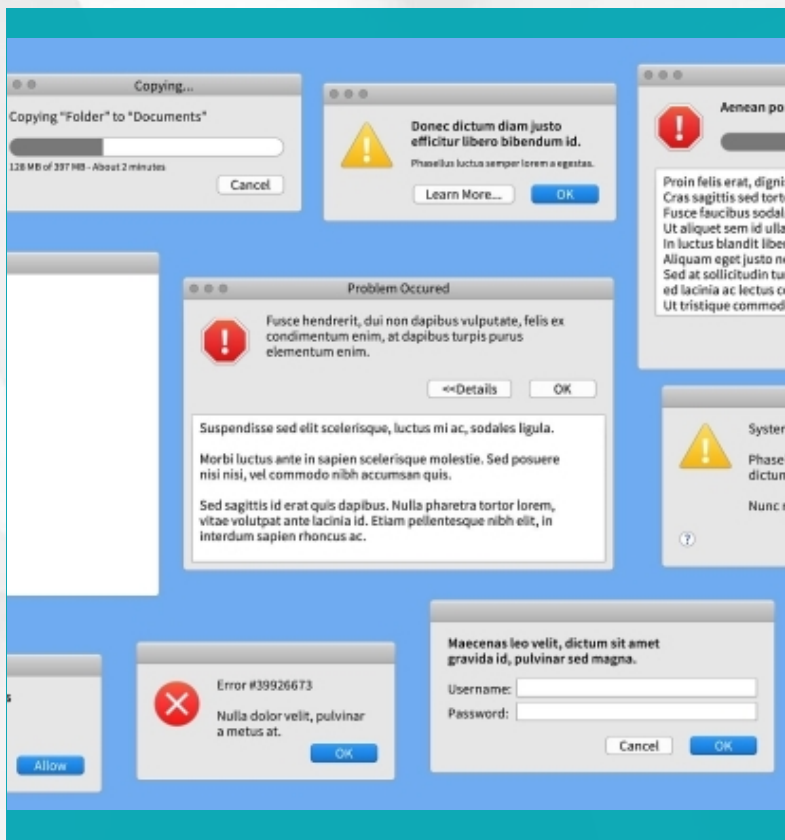 Copying...
Copying "Folder" to "Documents"
128 MB of 397 MB - About 2 minutes
Cancel
Donec dictum diam justo
efficitur libero bibendum id.
Phasellus luctus semper lorem a egestas.
Learn More...
OK
Aenean po
Proin felis erat, digni
Cras sagittis sed tort
Fusce faucibus sodal
Ut aliquet sem id ulla
In luctus blandit liber
Aliquam eget justo ne
Sed at sollicitudin tu
ed lacinia ac lectus c
Ut tristique commod
Problem Occured
Fusce hendrerit, dui non dapibus vulputate, felis ex
condimentum enim, at dapibus turpis purus
elementum enim.
<<Details
OK
Suspendisse sed elit scelerisque, luctus mi ac, sodales ligula.
Morbi luctus ante in sapien scelerisque molestie. Sed posuere
nisi nisi, vel commodo nibh accumsan quis.
Sed sagittis id erat quis dapibus. Nulla pharetra tortor lorem,
vitae volutpat ante lacinia id. Etiam pellentesque nibh elit, in
interdum sapien rhoncus ac.
System
Phase
dictum
Nunc
?
s
Allow
Error #39926673
Nulla dolor velit, pulvinar
a metus at.
OK
Maecenas leo velit, dictum sit amet
gravida id, pulvinar sed magna.
Username:
Password:
Cancel
OK